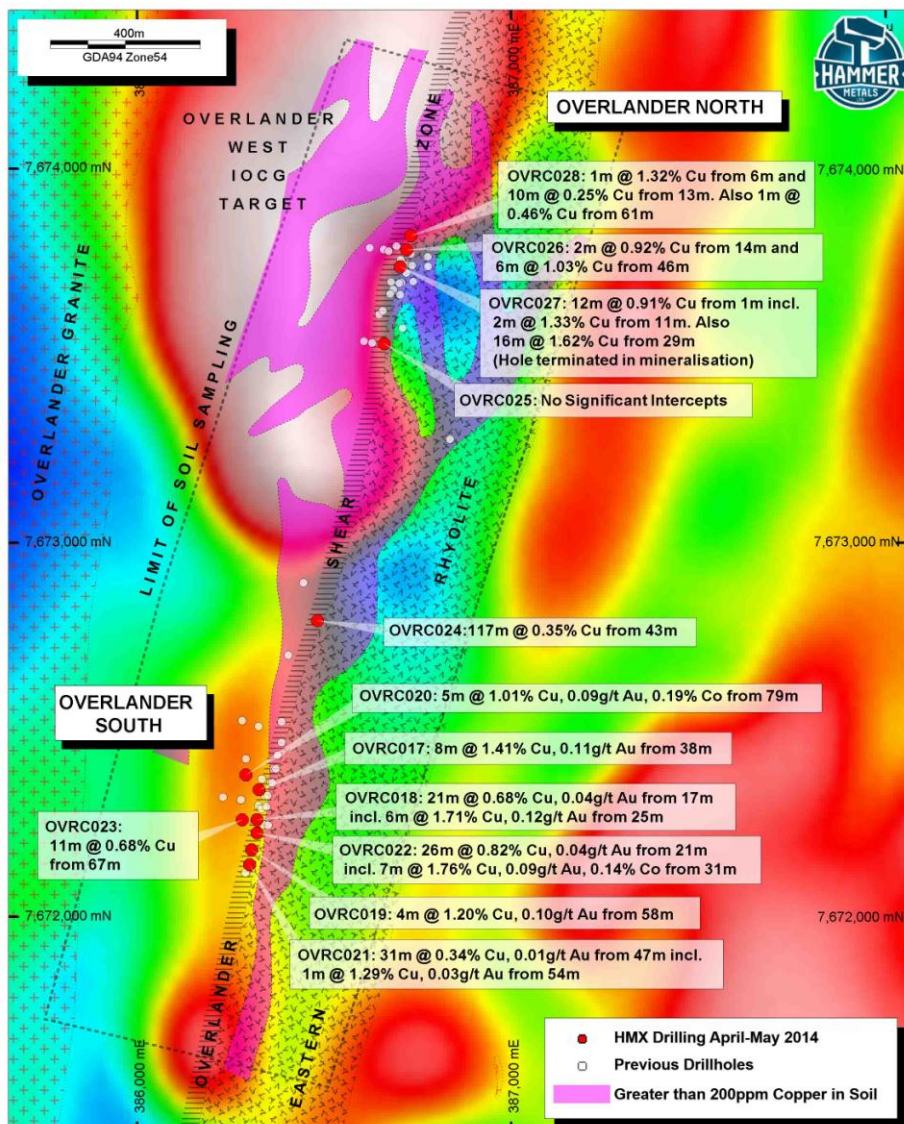 400m
GDA94 Zone54
387,000 mE
HAMMER
METALS
LTD
OVERLANDER NORTH
OVERLANDER
WEST
IOCG
TARGET
ZONE
7,674,000 mN
7,674,000 mN
OVRC028: 1m @ 1.32% Cu from 6m and
10m @ 0.25% Cu from 13m. Also 1m @
0.46% Cu from 61m
OVRC026: 2m @ 0.92% Cu from 14m and
6m @ 1.03% Cu from 46m
OVRC027: 12m @ 0.91% Cu from 1m incl.
2m @ 1.33% Cu from 11m. Also
16m @ 1.62% Cu from 29m
(Hole terminated in mineralisation)
OVRC025: No Significant Intercepts
OVERLANDER GRANITE
LIMIT OF SOIL SAMPLING
SHEAR
RHYOLITE
7,673,000 mN
7,673,000 mN
OVRC024:117m @ 0.35% Cu from 43m
OVERLANDER
SOUTH
OVRC020: 5m @ 1.01% Cu, 0.09g/t Au, 0.19% Co from 79m
OVRC017: 8m @ 1.41% Cu, 0.11g/t Au from 38m
OVRC018: 21m @ 0.68% Cu, 0.04g/t Au from 17m
incl. 6m @ 1.71% Cu, 0.12g/t Au from 25m
OVRC023:
11m @ 0.68% Cu
from 67m
OVRC022: 26m @ 0.82% Cu, 0.04g/t Au from 21m
incl. 7m @ 1.76% Cu, 0.09g/t Au, 0.14% Co from 31m
OVRC019: 4m @ 1.20% Cu, 0.10g/t Au from 58m
7,672,000 mN
7,672,000 mN
OVRC021: 31m @ 0.34% Cu, 0.01g/t Au from 47m incl.
1m @ 1.29% Cu, 0.03g/t Au from 54m
OVERLANDER
EASTERN
386,000 mE
387,000 mE
HMX Drilling April-May 2014
Previous Drillholes
Greater than 200ppm Copper in Soil